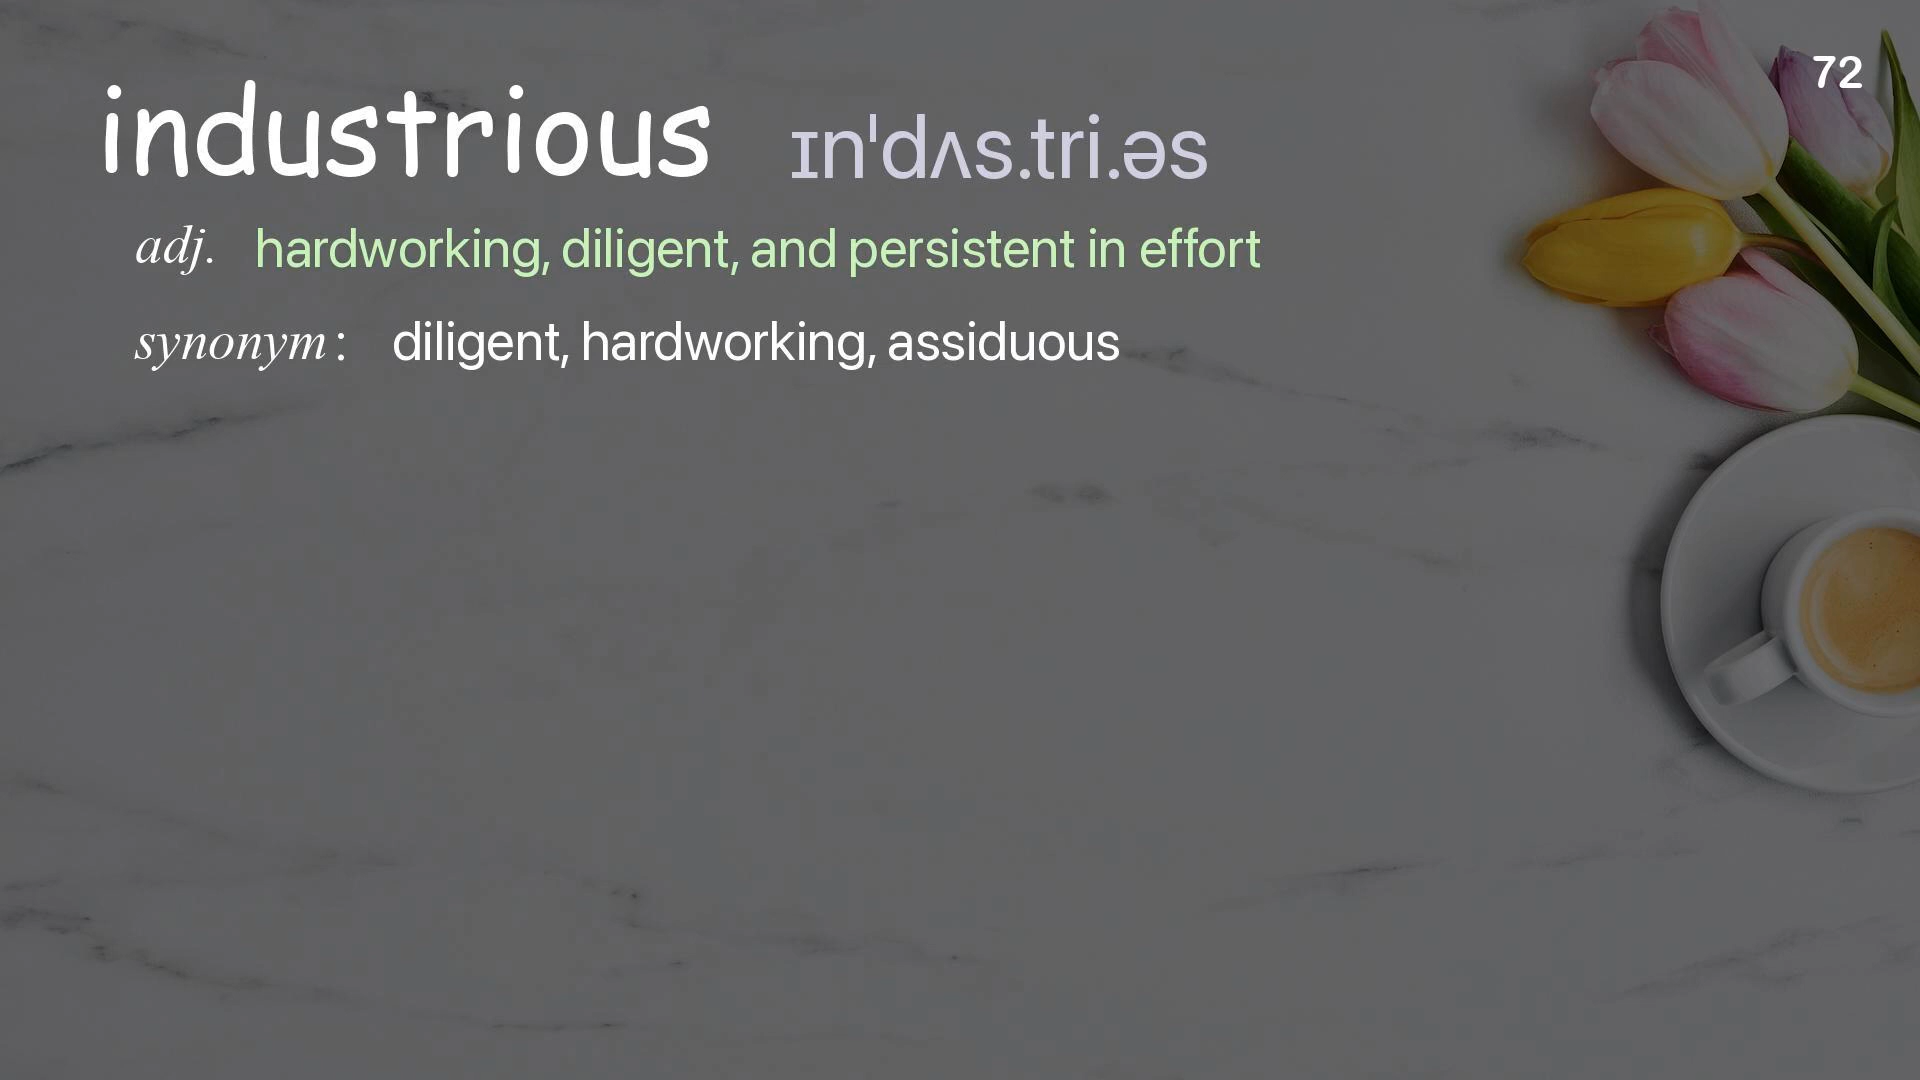 72
industrious ɪnˈdʌs.tri.əs
adj. hardworking, diligent, and persistent in effort
synonym: diligent, hardworking, assiduous